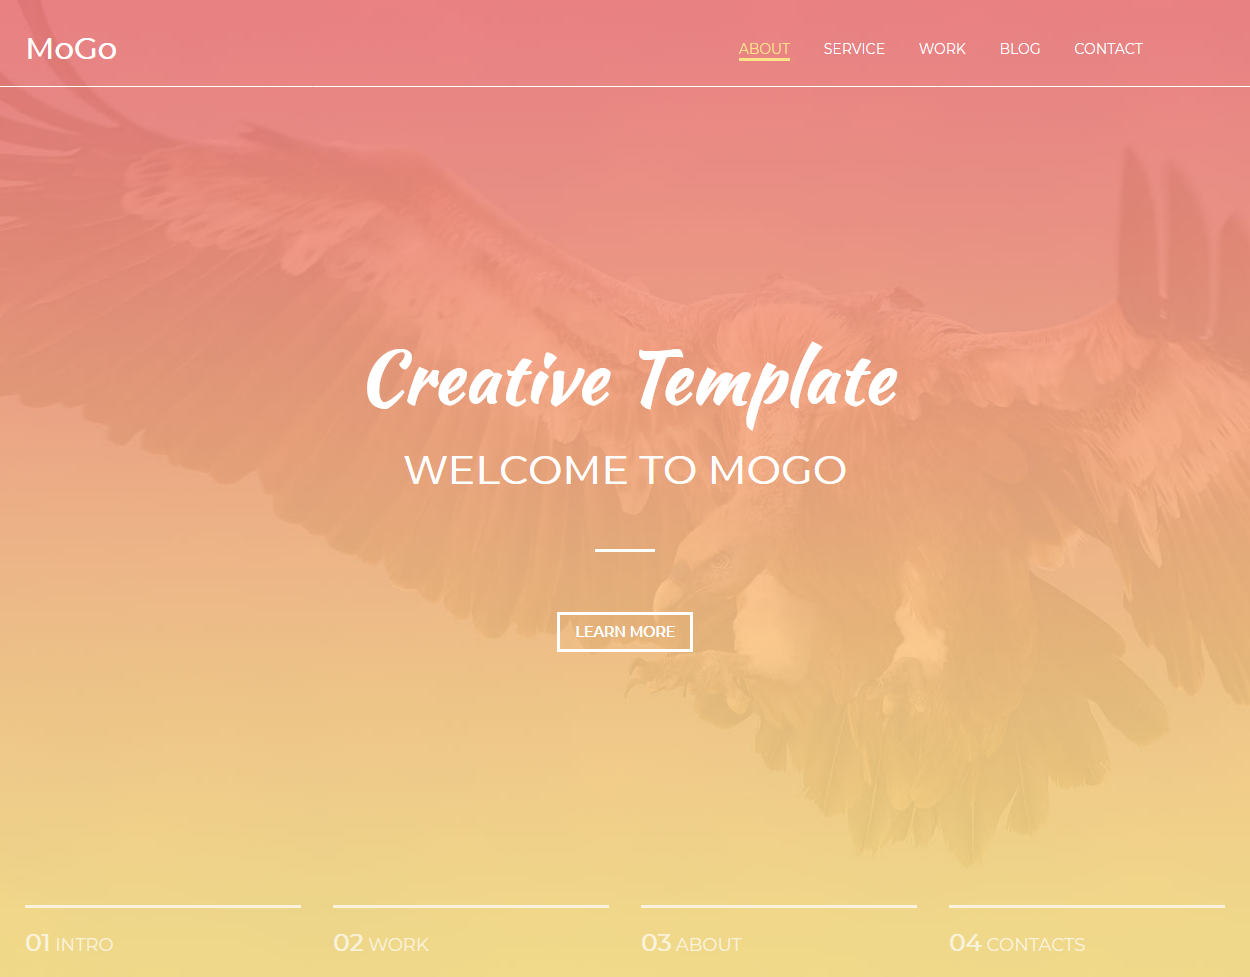 MoGo
ABOUT SERVICE WORK BLOG CONTACT
Creative Template
WELCOME TO MOGO
LEARN MORE
01 INTRO 02 WORK 03 ABOUT 04 CONTACTS